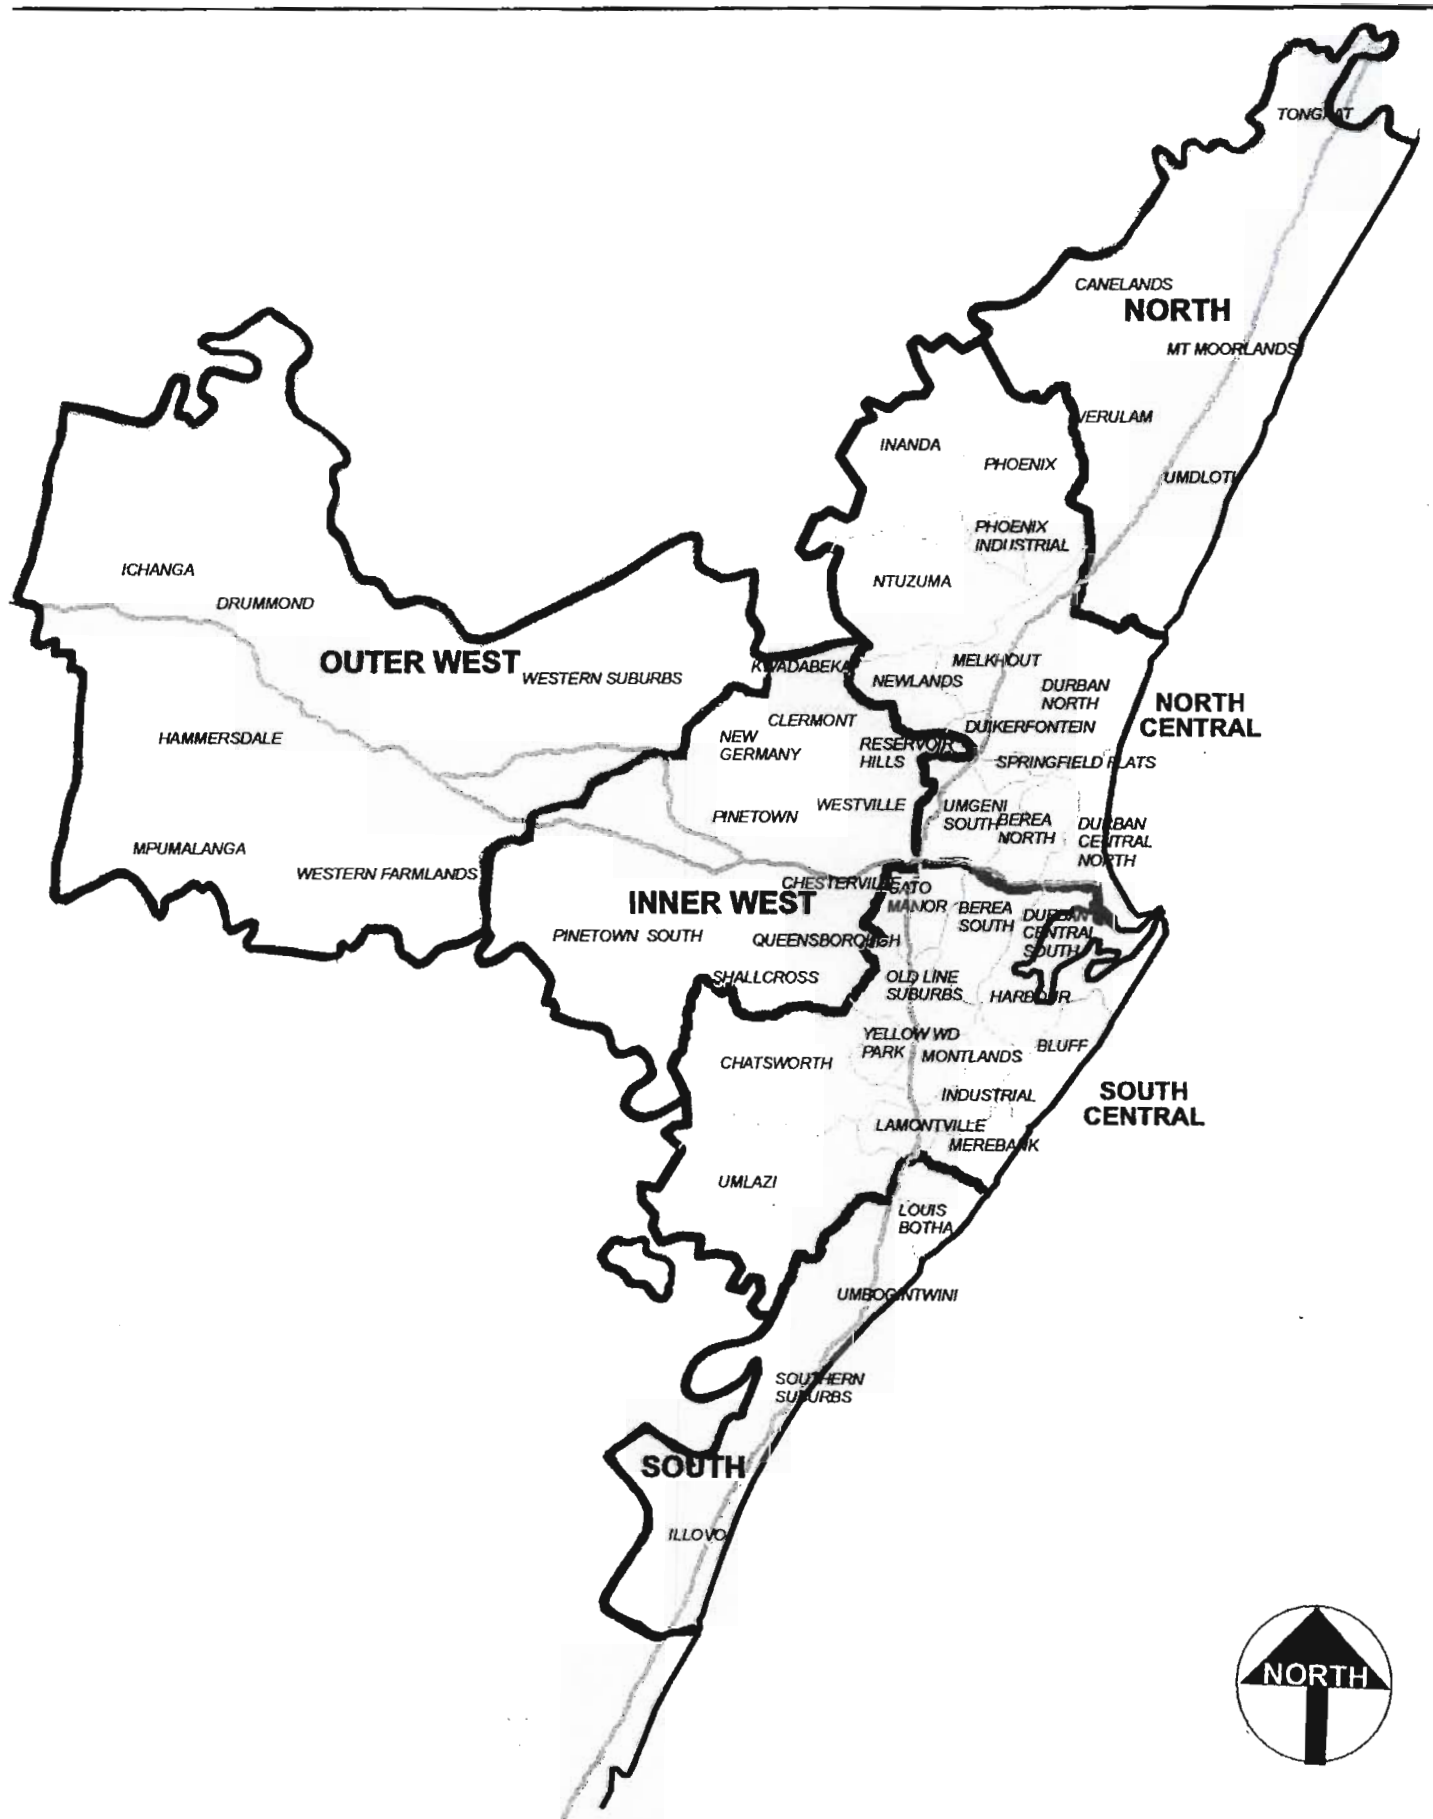 TONGAAT
CANELANDS
NORTH
MT MOORLANDS
VERULAM
INANDA
PHOENIX
UMDLOTI
PHOENIX
INDUSTRIAL
ICHANGA
NTUZUMA
DRUMMOND
OUTER WEST
WESTERN SUBURBS
KWADABEKA
MELKHOUT
NEWLANDS
DURBAN
NORTH
NORTH
CENTRAL
CLERMONT
DUIKERFONTEIN
HAMMERSDALE
NEW
GERMANY
RESERVOIR
HILLS
SPRINGFIELD FLATS
PINETOWN
WESTVILLE
UMGENI
SOUTH
BEREA
NORTH
DURBAN
CENTRAL
NORTH
MPUMALANGA
WESTERN FARMLANDS
CHESTERVILLE
INNER WEST
CATO
MANOR
BEREA
SOUTH
DURBAN
CENTRAL
SOUTH
PINETOWN SOUTH
QUEENSBOROUGH
SHALLCROSS
OLD LINE
SUBURBS
HARBOUR
YELLOW WD
PARK
MONTLANDS
BLUFF
CHATSWORTH
INDUSTRIAL
SOUTH
CENTRAL
LAMONTVILLE
MEREBANK
UMLAZI
LOUIS
BOTHA
UMBOGINTWINI
SOUTHERN
SUBURBS
SOUTH
ILLOVO
NORTH